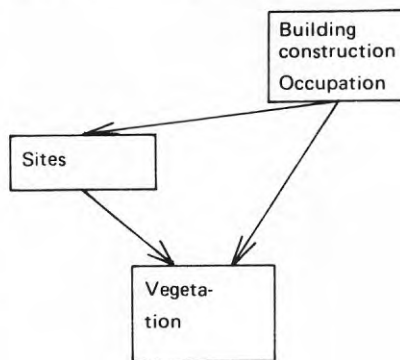 Building
construction
Occupation
Sites
Vegeta-
tion